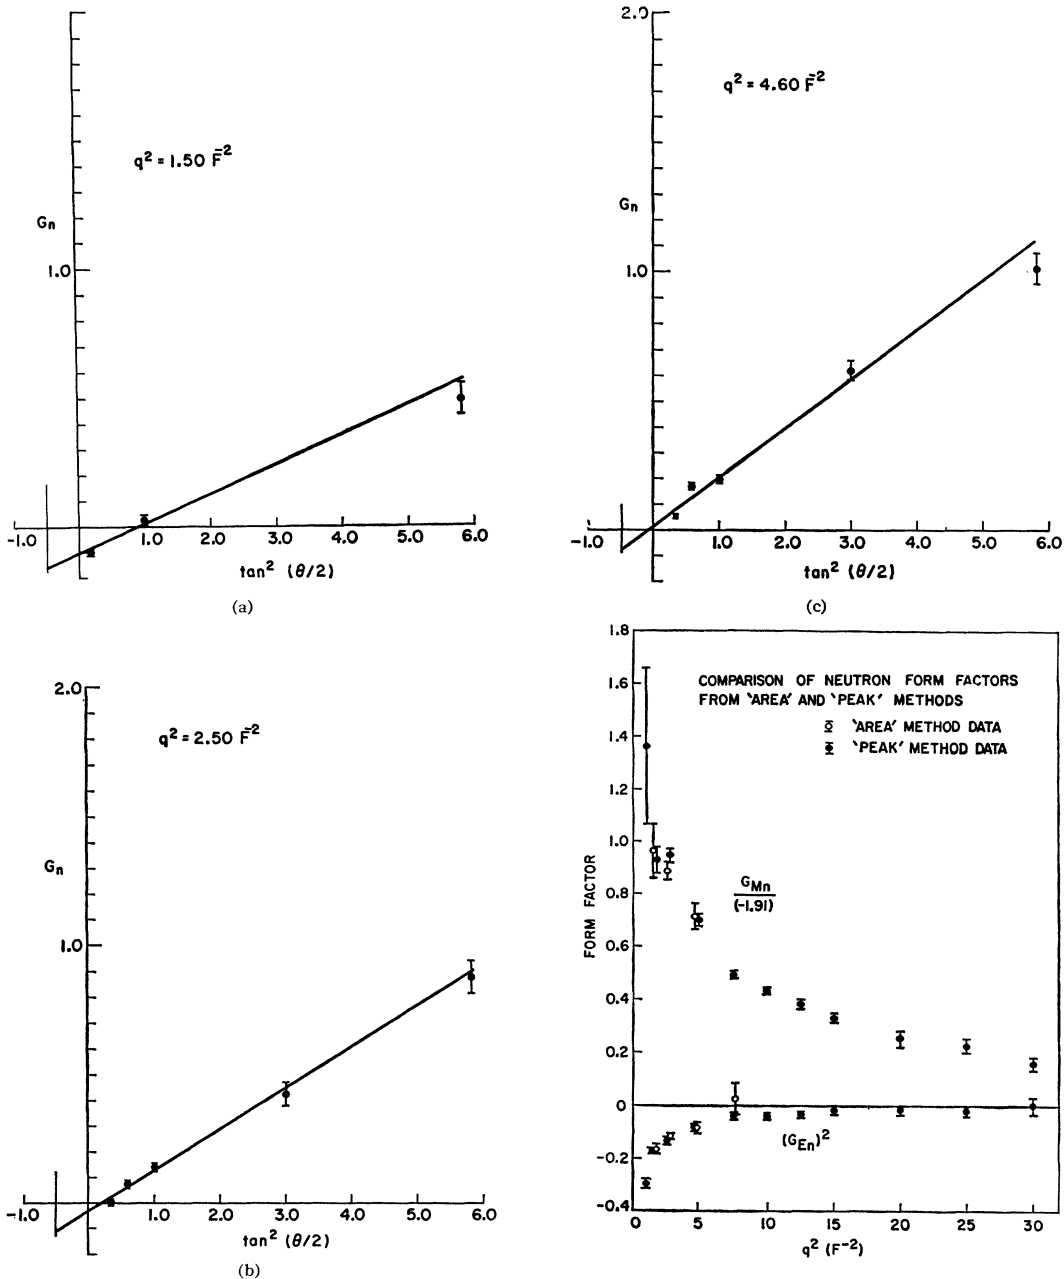 q² = 1.50 F̄²
Gn
1.0
-1.0 1.0 2.0 3.0 4.0 5.0 6.0
tan² (θ/2)
(a)
2.0
q² = 4.60 F̄²
Gn
1.0
-1.0 1.0 2.0 3.0 4.0 5.0 6.0
tan² (θ/2)
(c)
2.0
q² = 2.50 F̄²
Gn
1.0
-1.0 1.0 2.0 3.0 4.0 5.0 6.0
tan² (θ/2)
(b)
1.8
1.6
1.4
1.2
1.0
0.8
0.6
0.4
0.2
0
-0.2
-0.4
FORM FACTOR
COMPARISON OF NEUTRON FORM FACTORS
FROM 'AREA' AND 'PEAK' METHODS
'AREA' METHOD DATA
'PEAK' METHOD DATA
GMn
(-1.91)
(GEn)²
0 5 10 15 20 25 30
q² (F⁻²)